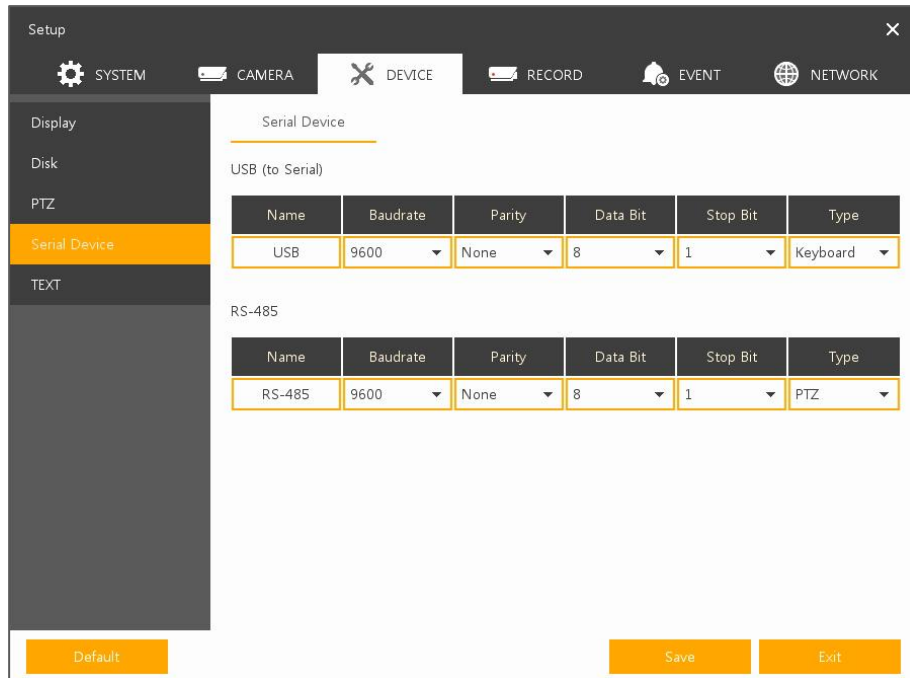 Setup
SYSTEM CAMERA DEVICE RECORD EVENT NETWORK
Display
Disk
PTZ
Serial Device
TEXT
Serial Device
USB (to Serial)
Name Baudrate Parity Data Bit Stop Bit Type
USB 9600 None 8 1 Keyboard
RS-485
Name Baudrate Parity Data Bit Stop Bit Type
RS-485 9600 None 8 1 PTZ
Default Save Exit